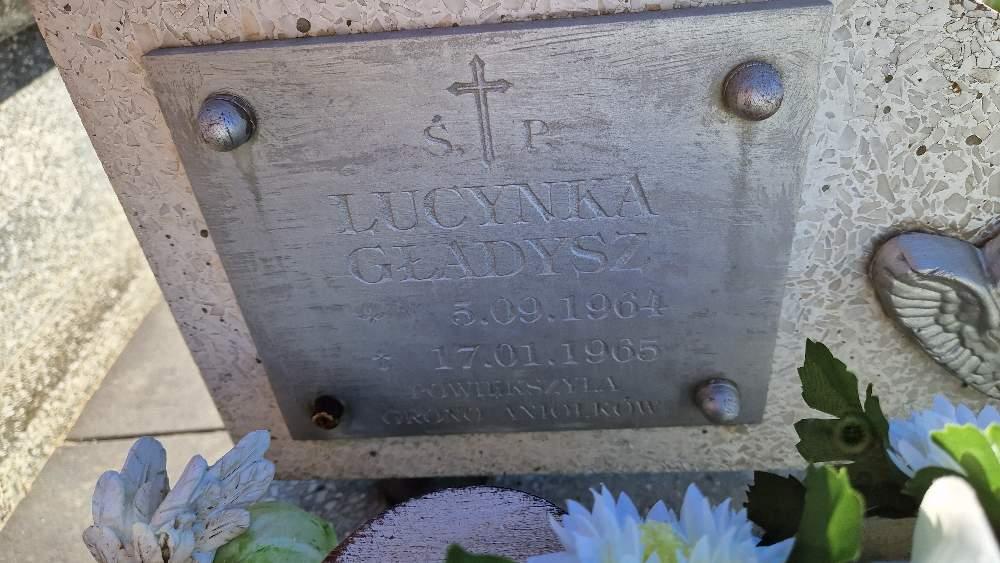 Ś. P.
LUCYNKA
GŁADYSZ
* 5.09.1964
+ 17.01.1965
POWIĘKSZYŁA
GRONO ANIOŁKÓW